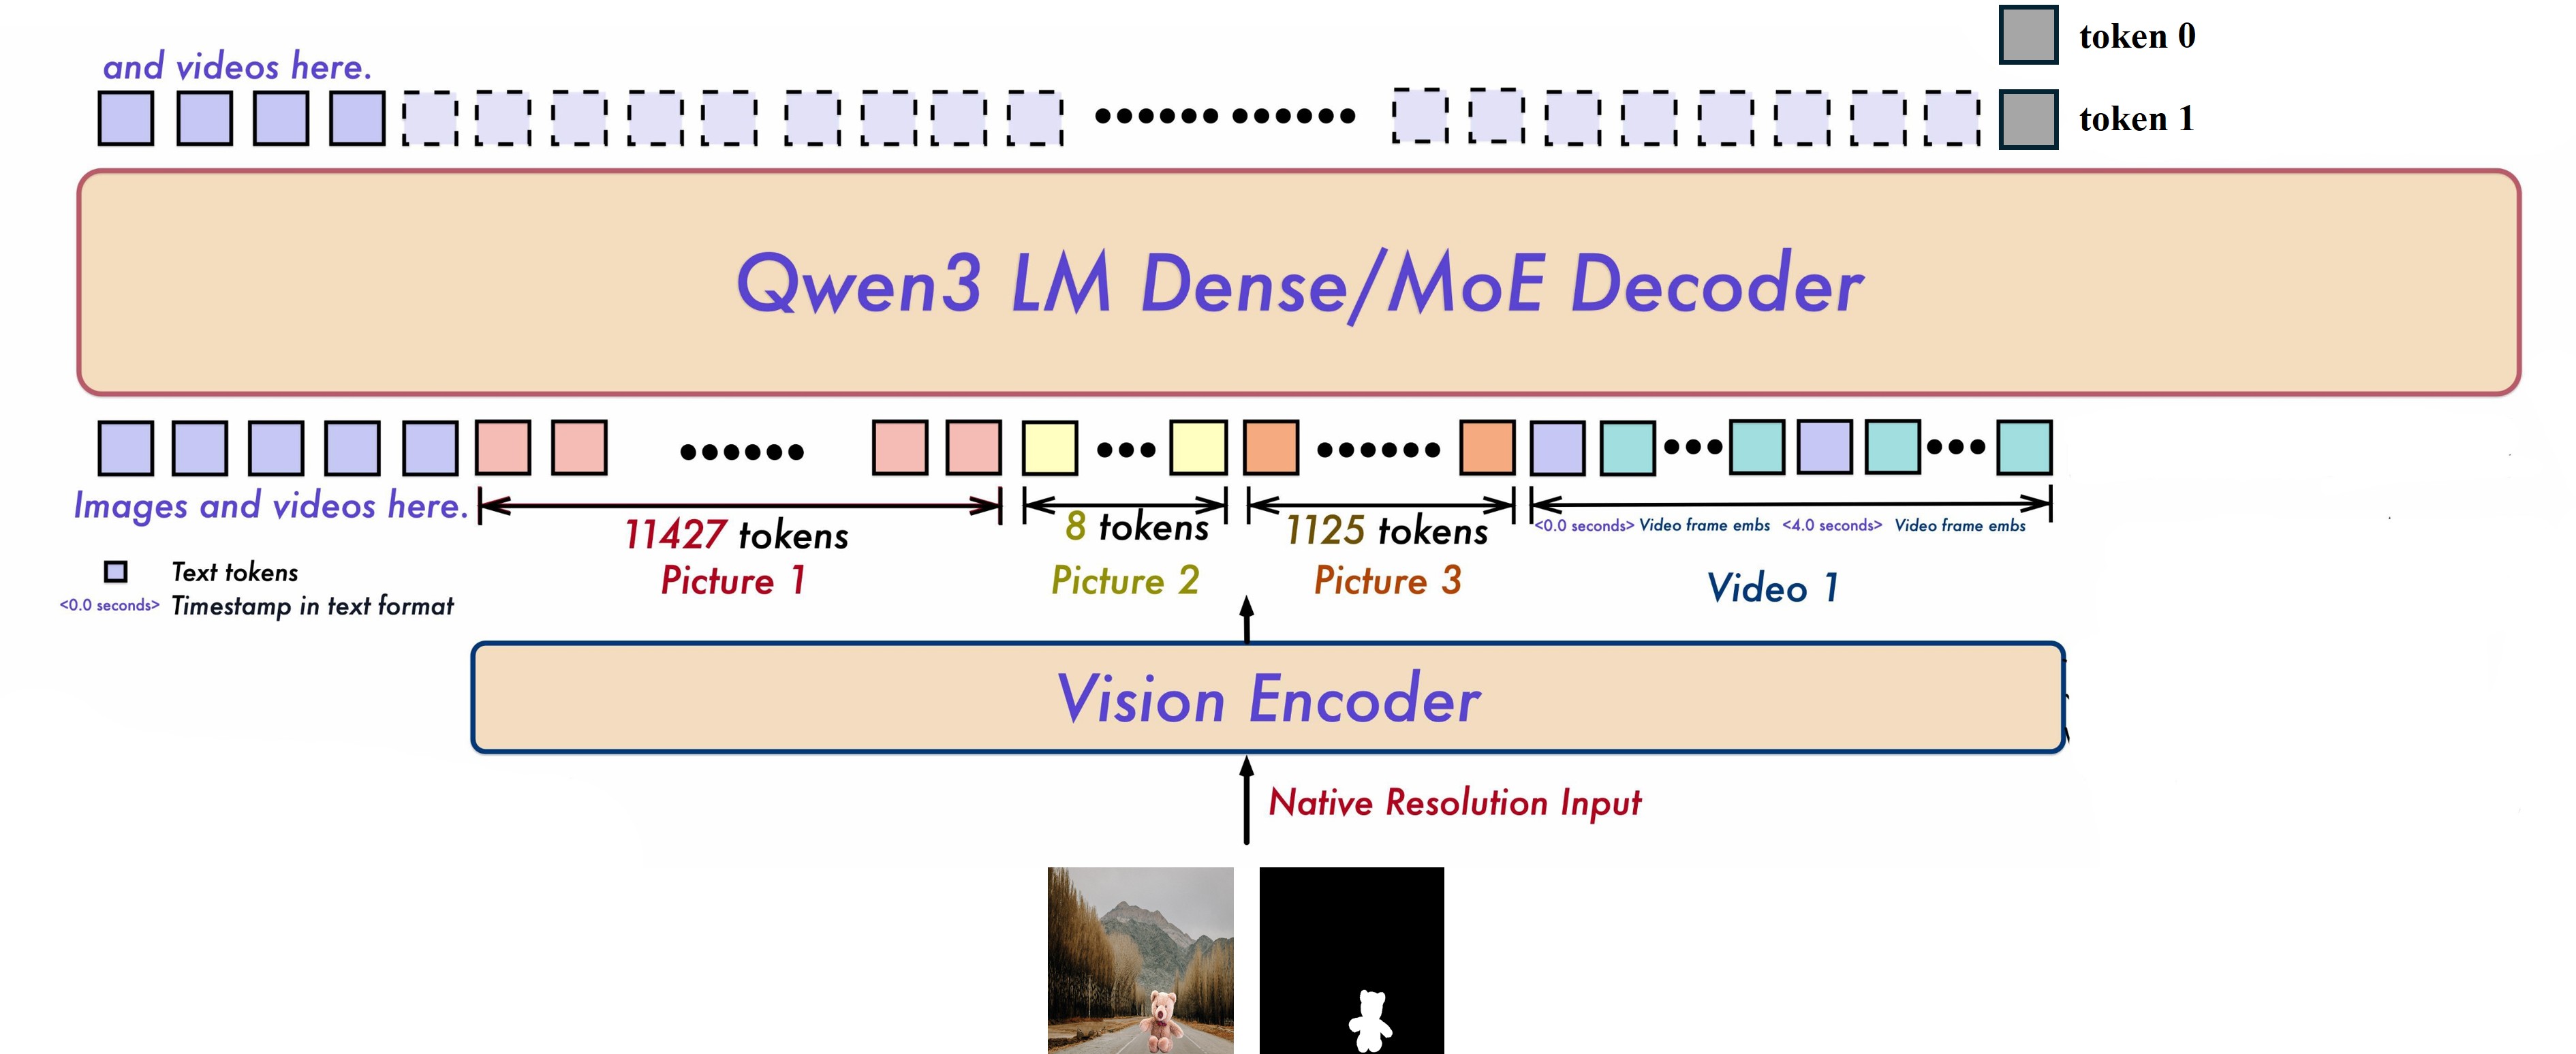 token 0
and videos here.
token 1
Qwen3 LM Dense/MoE Decoder
Images and videos here.
11427 tokens
Picture 1
8 tokens
Picture 2
1125 tokens
Picture 3
<0.0 seconds> Video frame embs <4.0 seconds> Video frame embs
Video 1
Text tokens
<0.0 seconds> Timestamp in text format
Vision Encoder
Native Resolution Input